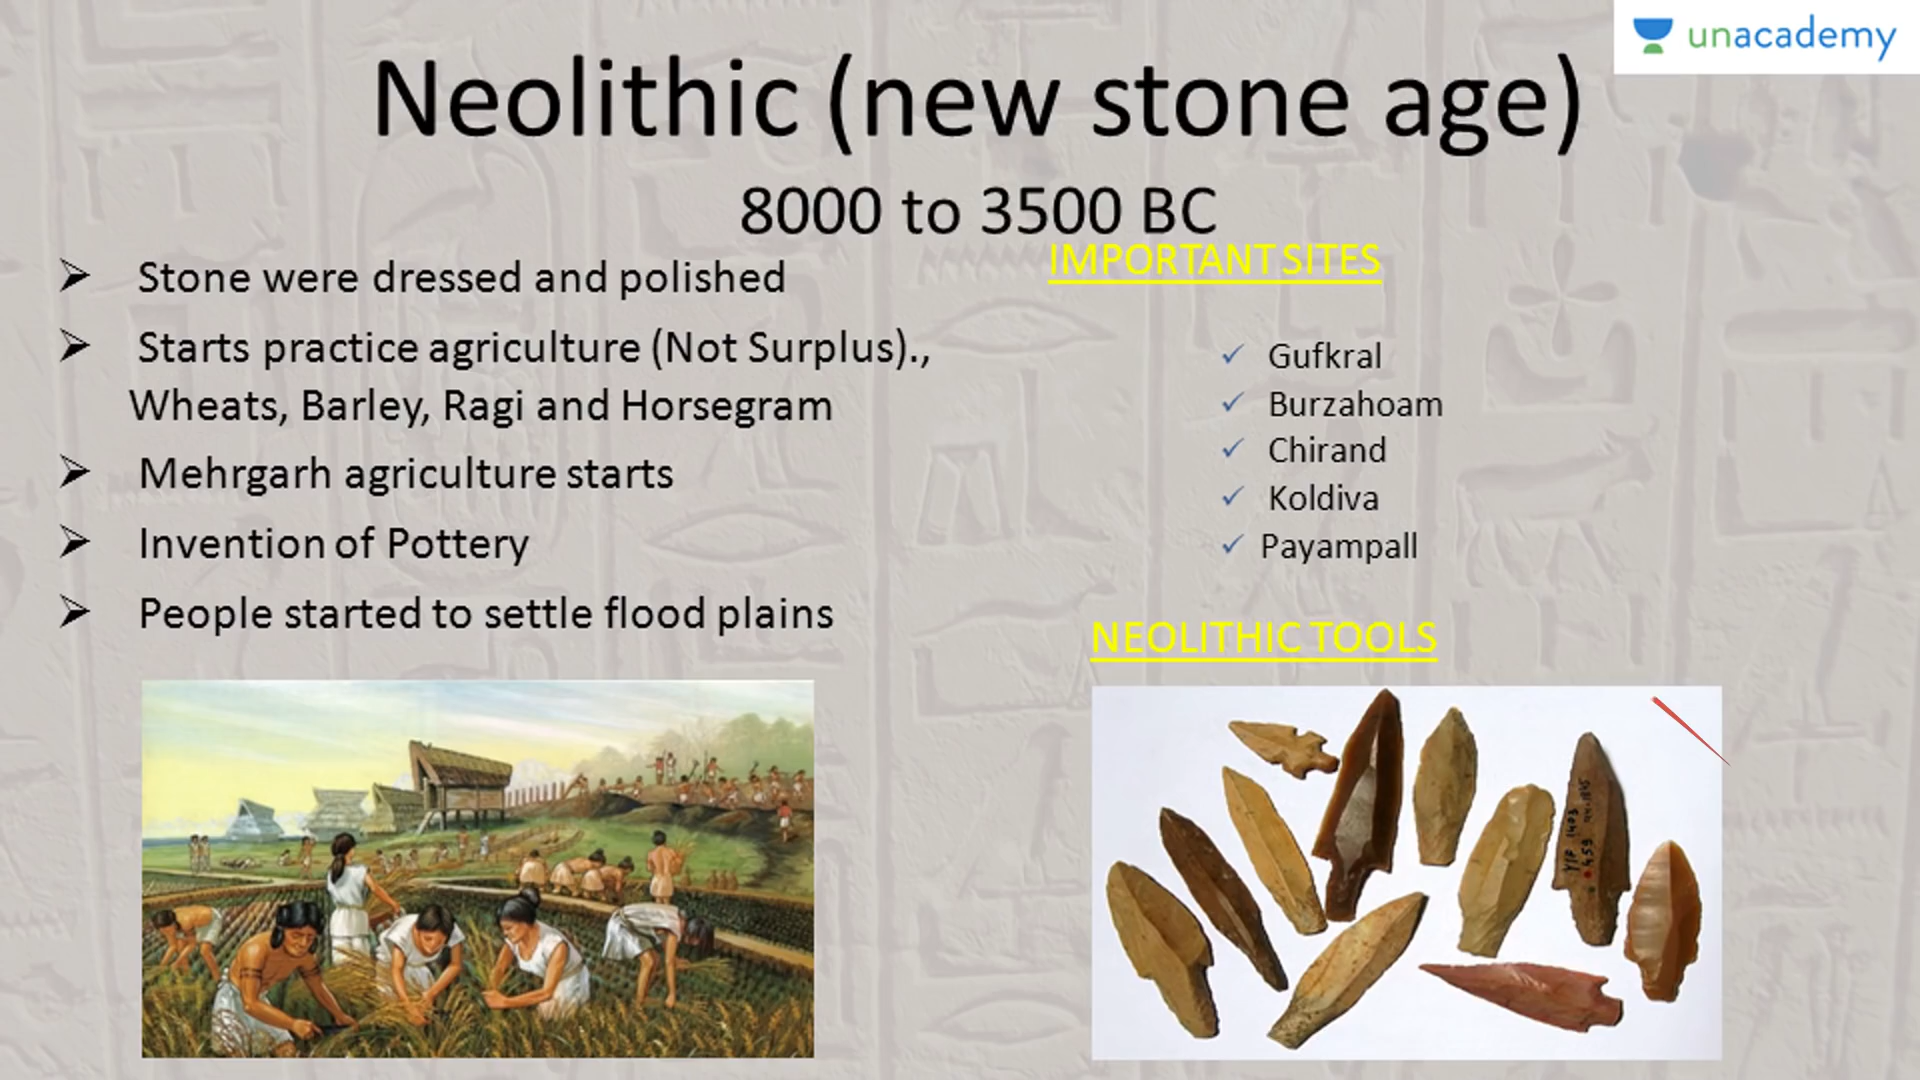 unacademy
Neolithic (new stone age)
8000 to 3500 BC
Stone were dressed and polished
Starts practice agriculture (Not Surplus).,
Wheats, Barley, Ragi and Horsegram
Mehrgarh agriculture starts
Invention of Pottery
People started to settle flood plains
IMPORTANT SITES
Gufkral
Burzahoam
Chirand
Koldiva
Payampall
NEOLITHIC TOOLS